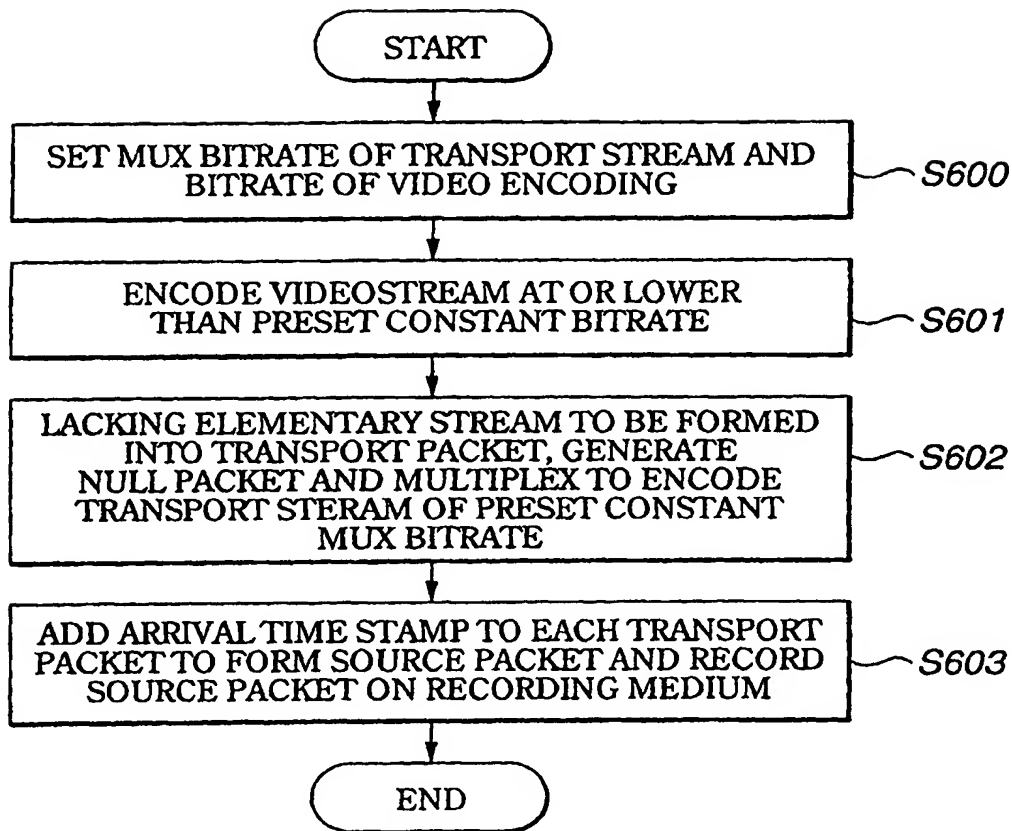 START
SET MUX BITRATE OF TRANSPORT STREAM AND
BITRATE OF VIDEO ENCODING
S600
ENCODE VIDEOSTREAM AT OR LOWER
THAN PRESET CONSTANT BITRATE
S601
LACKING ELEMENTARY STREAM TO BE FORMED
INTO TRANSPORT PACKET, GENERATE
NULL PACKET AND MULTIPLEX TO ENCODE
TRANSPORT STERAM OF PRESET CONSTANT
MUX BITRATE
S602
ADD ARRIVAL TIME STAMP TO EACH TRANSPORT
PACKET TO FORM SOURCE PACKET AND RECORD
SOURCE PACKET ON RECORDING MEDIUM
S603
END